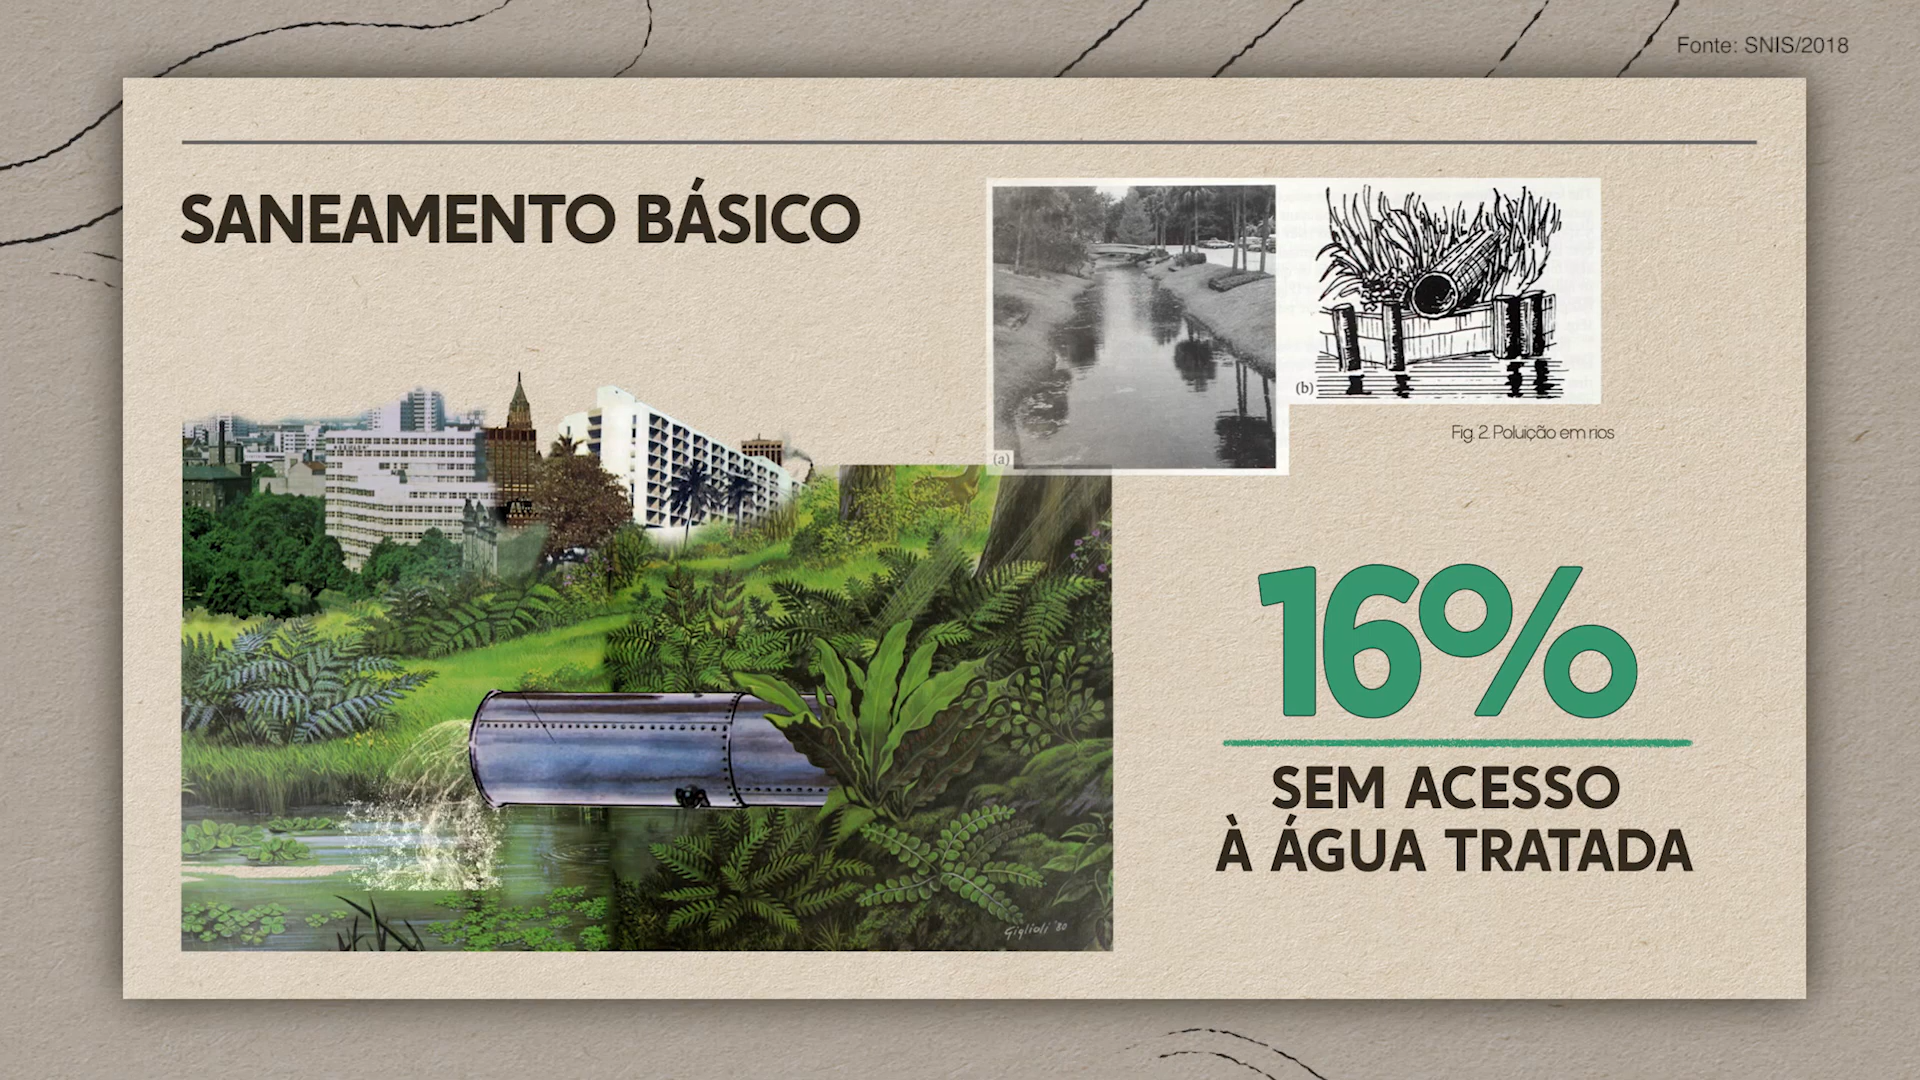 Fonte: SNIS/2018
SANEAMENTO BÁSICO
(a)
(b)
Fig. 2. Poluição em rios
16%
SEM ACESSO
À ÁGUA TRATADA
Giglioli '80